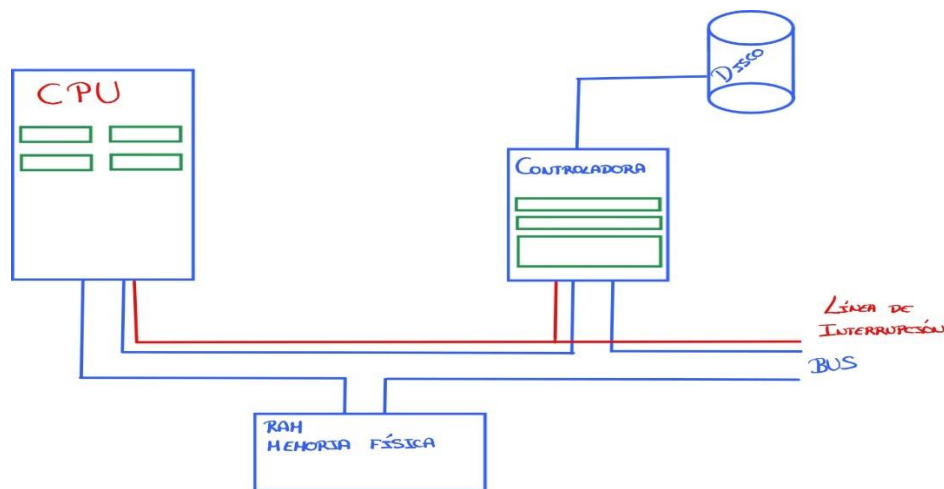 CPU
DISCO
CONTROLADORA
LÍNEA DE
INTERRUPCIÓN
BUS
RAM
MEMORIA FÍSICA